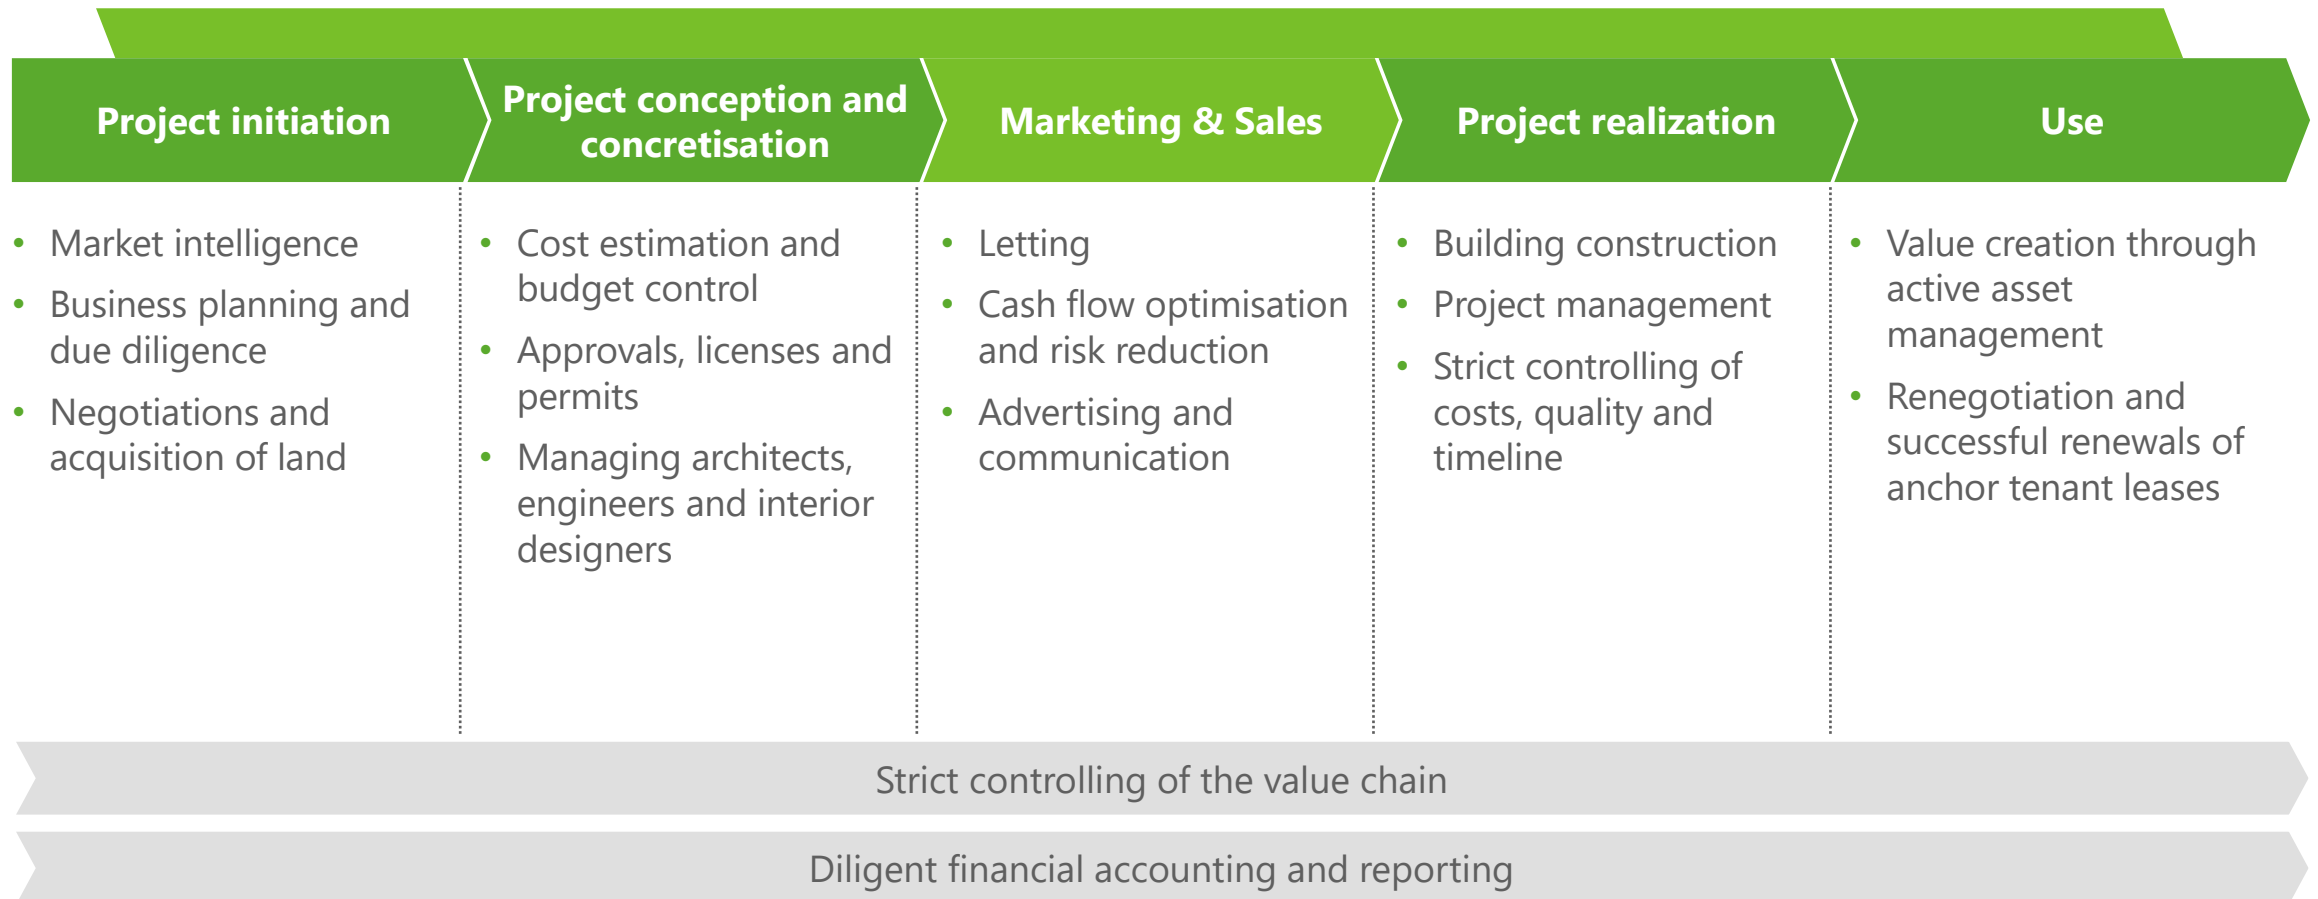 Project initiation
Project conception and
concretisation
Marketing & Sales
Project realization
Use
• Market intelligence
• Business planning and
due diligence
• Negotiations and
acquisition of land
• Cost estimation and
budget control
• Approvals, licenses and
permits
• Managing architects,
engineers and interior
designers
• Letting
• Cash flow optimisation
and risk reduction
• Advertising and
communication
• Building construction
• Project management
• Strict controlling of
costs, quality and
timeline
• Value creation through
active asset
management
• Renegotiation and
successful renewals of
anchor tenant leases
Strict controlling of the value chain
Diligent financial accounting and reporting